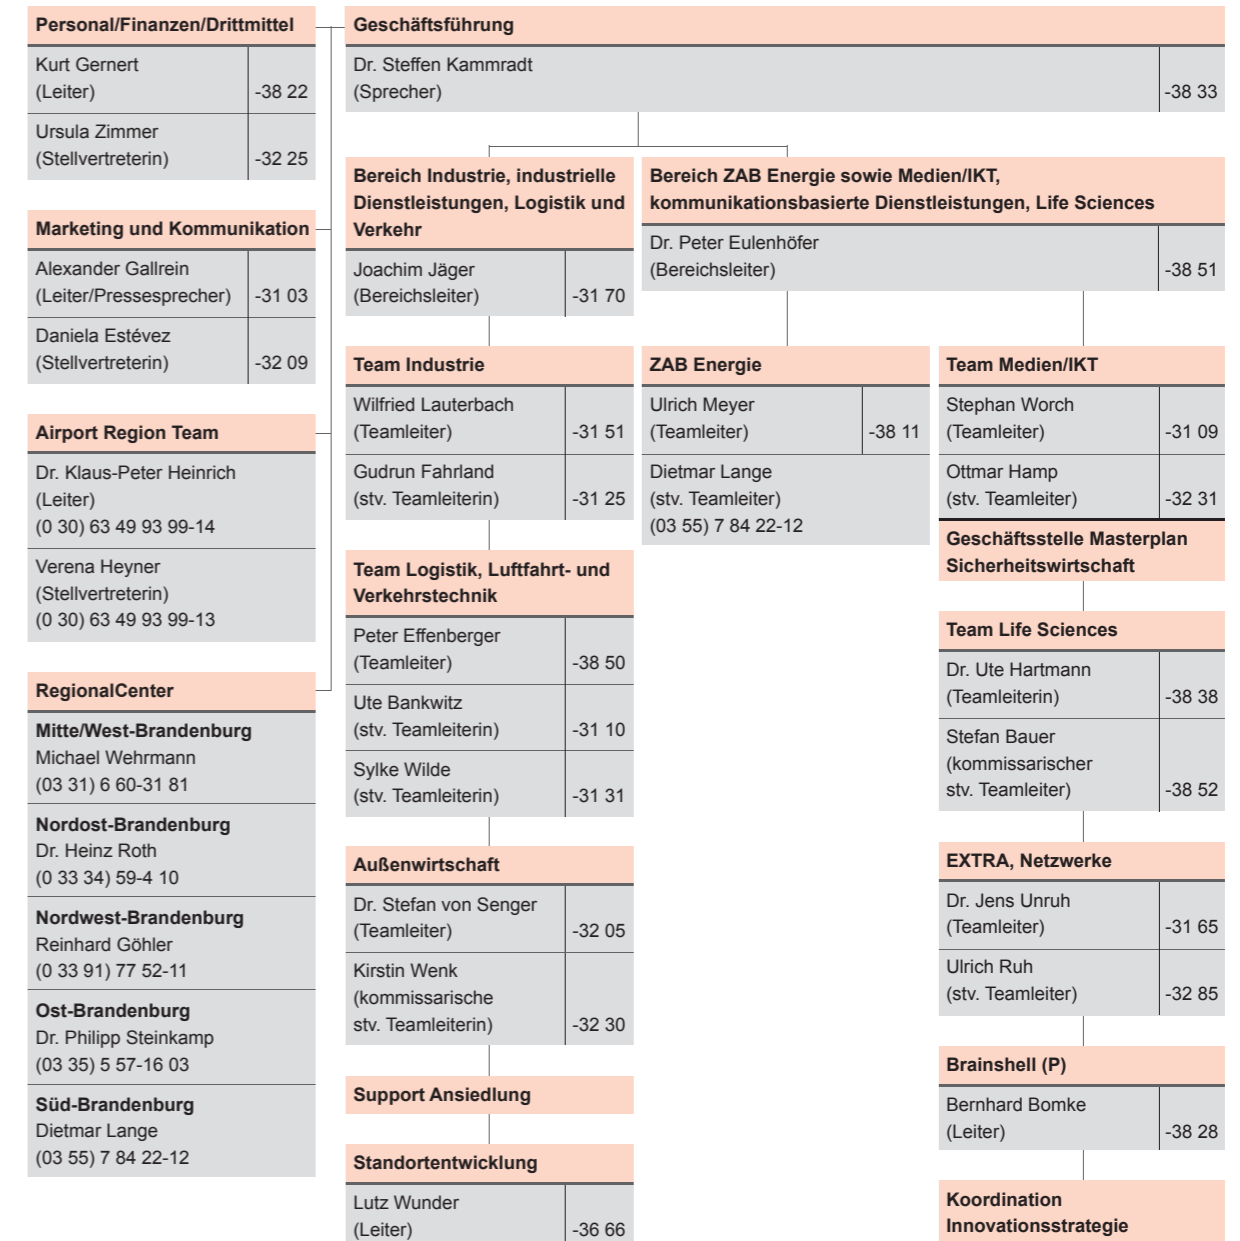 Personal/Finanzen/Drittmittel
Kurt Gernert
(Leiter) -38 22
Ursula Zimmer
(Stellvertreterin) -32 25
Marketing und Kommunikation
Alexander Gallrein
(Leiter/Pressesprecher) -31 03
Daniela Estévez
(Stellvertreterin) -32 09
Airport Region Team
Dr. Klaus-Peter Heinrich
(Leiter)
(0 30) 63 49 93 99-14
Verena Heyner
(Stellvertreterin)
(0 30) 63 49 93 99-13
RegionalCenter
Mitte/West-Brandenburg
Michael Wehrmann
(03 31) 6 60-31 81
Nordost-Brandenburg
Dr. Heinz Roth
(0 33 34) 59-4 10
Nordwest-Brandenburg
Reinhard Göhler
(0 33 91) 77 52-11
Ost-Brandenburg
Dr. Philipp Steinkamp
(03 35) 5 57-16 03
Süd-Brandenburg
Dietmar Lange
(03 55) 7 84 22-12
Geschäftsführung
Dr. Steffen Kammradt
(Sprecher) -38 33
Bereich Industrie, industrielle
Dienstleistungen, Logistik und
Verkehr
Joachim Jäger
(Bereichsleiter) -31 70
Team Industrie
Wilfried Lauterbach
(Teamleiter) -31 51
Gudrun Fahrland
(stv. Teamleiterin) -31 25
Team Logistik, Luftfahrt- und
Verkehrstechnik
Peter Effenberger
(Teamleiter) -38 50
Ute Bankwitz
(stv. Teamleiterin) -31 10
Sylke Wilde
(stv. Teamleiterin) -31 31
Außenwirtschaft
Dr. Stefan von Senger
(Teamleiter) -32 05
Kirstin Wenk
(kommissarische
stv. Teamleiterin) -32 30
Support Ansiedlung
Standortentwicklung
Lutz Wunder
(Leiter) -36 66
Bereich ZAB Energie sowie Medien/IKT,
kommunikationsbasierte Dienstleistungen, Life Sciences
Dr. Peter Eulenhöfer
(Bereichsleiter) -38 51
ZAB Energie
Ulrich Meyer
(Teamleiter) -38 11
Dietmar Lange
(stv. Teamleiter)
(03 55) 7 84 22-12
Team Medien/IKT
Stephan Worch
(Teamleiter) -31 09
Ottmar Hamp
(stv. Teamleiter) -32 31
Geschäftsstelle Masterplan
Sicherheitswirtschaft
Team Life Sciences
Dr. Ute Hartmann
(Teamleiterin) -38 38
Stefan Bauer
(kommissarischer
stv. Teamleiter) -38 52
EXTRA, Netzwerke
Dr. Jens Unruh
(Teamleiter) -31 65
Ulrich Ruh
(stv. Teamleiter) -32 85
Brainshell (P)
Bernhard Bomke
(Leiter) -38 28
Koordination
Innovationsstrategie